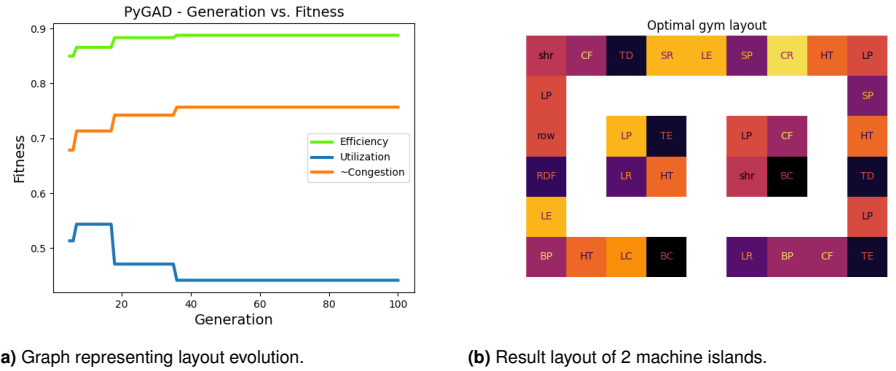 PyGAD - Generation vs. Fitness
Fitness
0.9
0.8
0.7
0.6
0.5
Efficiency
Utilization
~Congestion
20 40 60 80 100
Generation
a) Graph representing layout evolution.
Optimal gym layout
shr CF TD SR LE SP CR HT LP
LP SP
row LP TE LP CF HT
RDF LR HT shr BC TD
LE LP
BP HT LC BC LR BP CF TE
(b) Result layout of 2 machine islands.